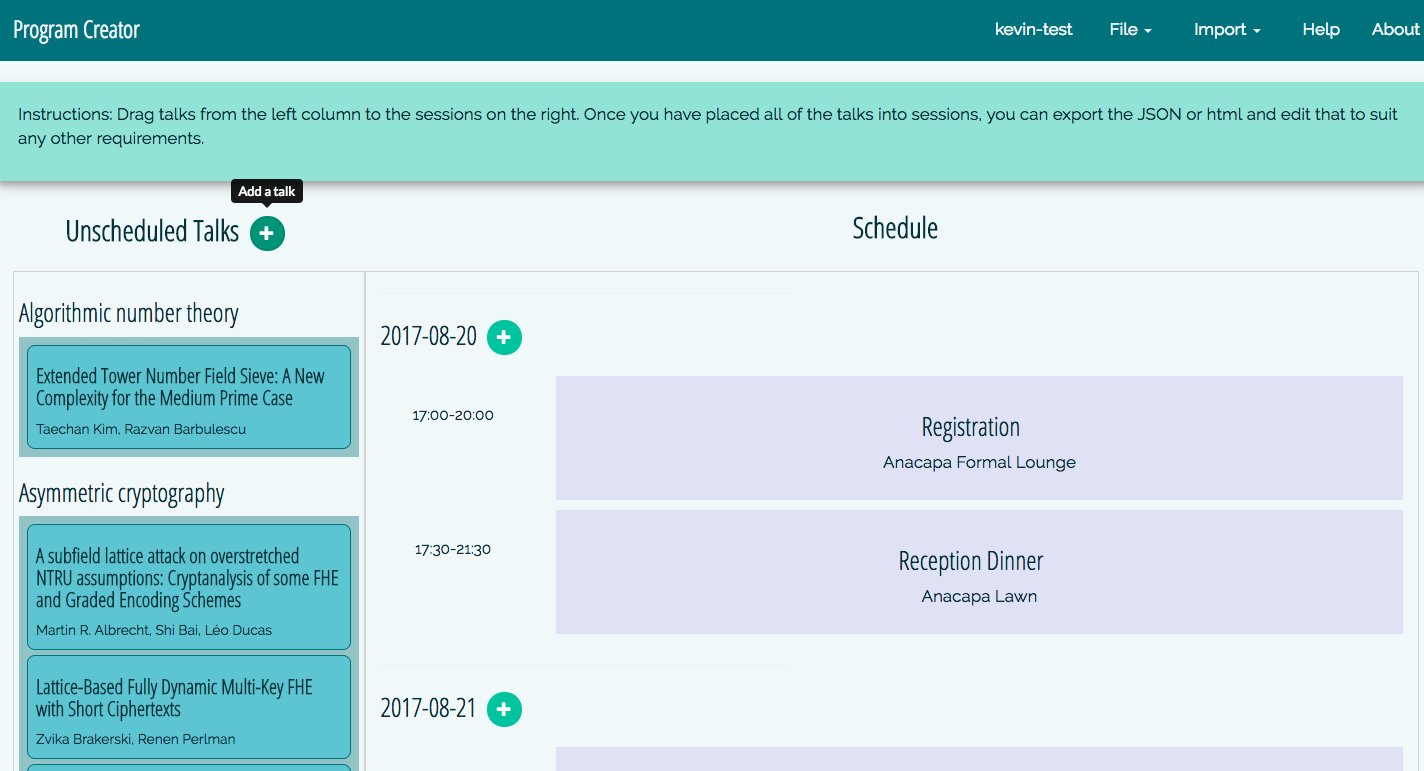 Program Creator
kevin-test
File
Import
Help
About
Instructions: Drag talks from the left column to the sessions on the right. Once you have placed all of the talks into sessions, you can export the JSON or html and edit that to suit
any other requirements.
Add a talk
Unscheduled Talks
Schedule
Algorithmic number theory
Extended Tower Number Field Sieve: A New
Complexity for the Medium Prime Case
Taechan Kim, Razvan Barbulescu
Asymmetric cryptography
A subfield lattice attack on overstretched
NTRU assumptions: Cryptanalysis of some FHE
and Graded Encoding Schemes
Martin R. Albrecht, Shi Bai, Léo Ducas
Lattice-Based Fully Dynamic Multi-Key FHE
with Short Ciphertexts
Zvika Brakerski, Renen Perlman
2017-08-20
17:00-20:00
Registration
Anacapa Formal Lounge
17:30-21:30
Reception Dinner
Anacapa Lawn
2017-08-21